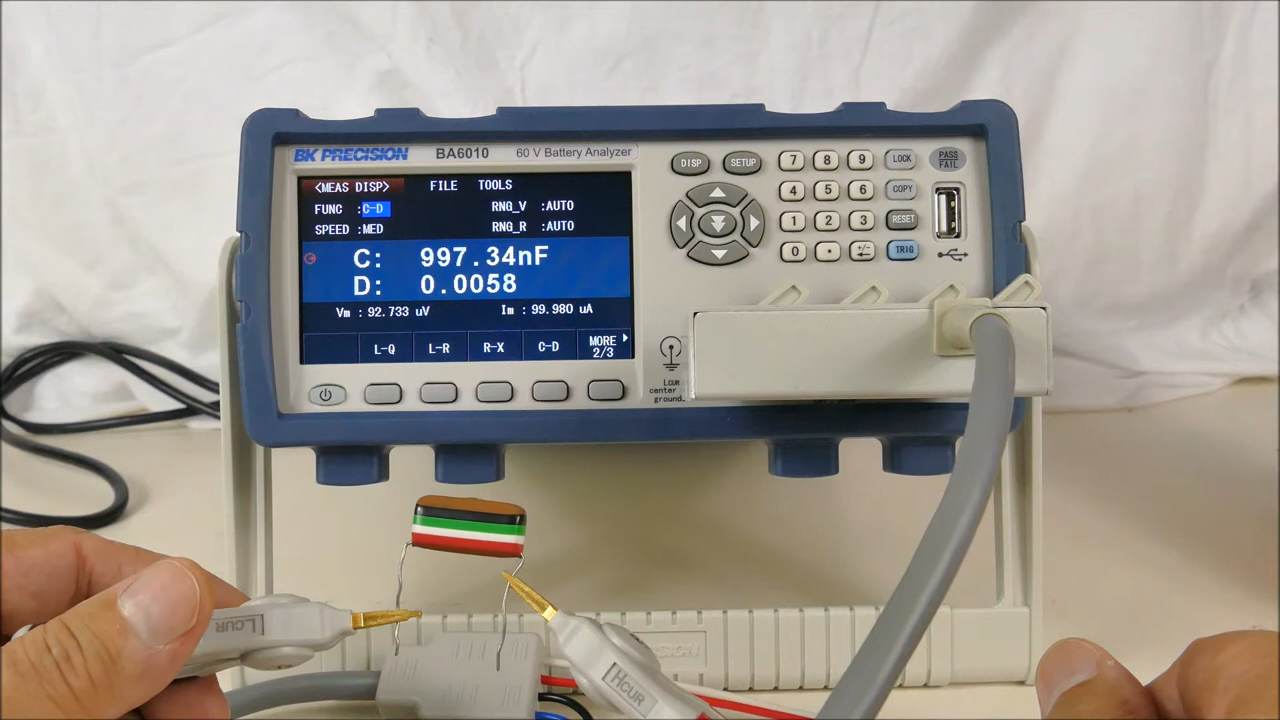 BK PRECISION BA6010 60 V Battery Analyzer
<MEAS DISP> FILE TOOLS
FUNC :C-D RNG_V :AUTO
SPEED :MED RNG_R :AUTO
C: 997.34nF
D: 0.0058
Vm : 92.733 uV Im : 99.980 uA
L-Q L-R R-X C-D MORE
2/3
DISP SETUP 7 8 9 LOCK PASS
FAIL
4 5 6 COPY
1 2 3 RESET
0 . +/- TRIG
LCUR
center
ground
LCUR
HCUR